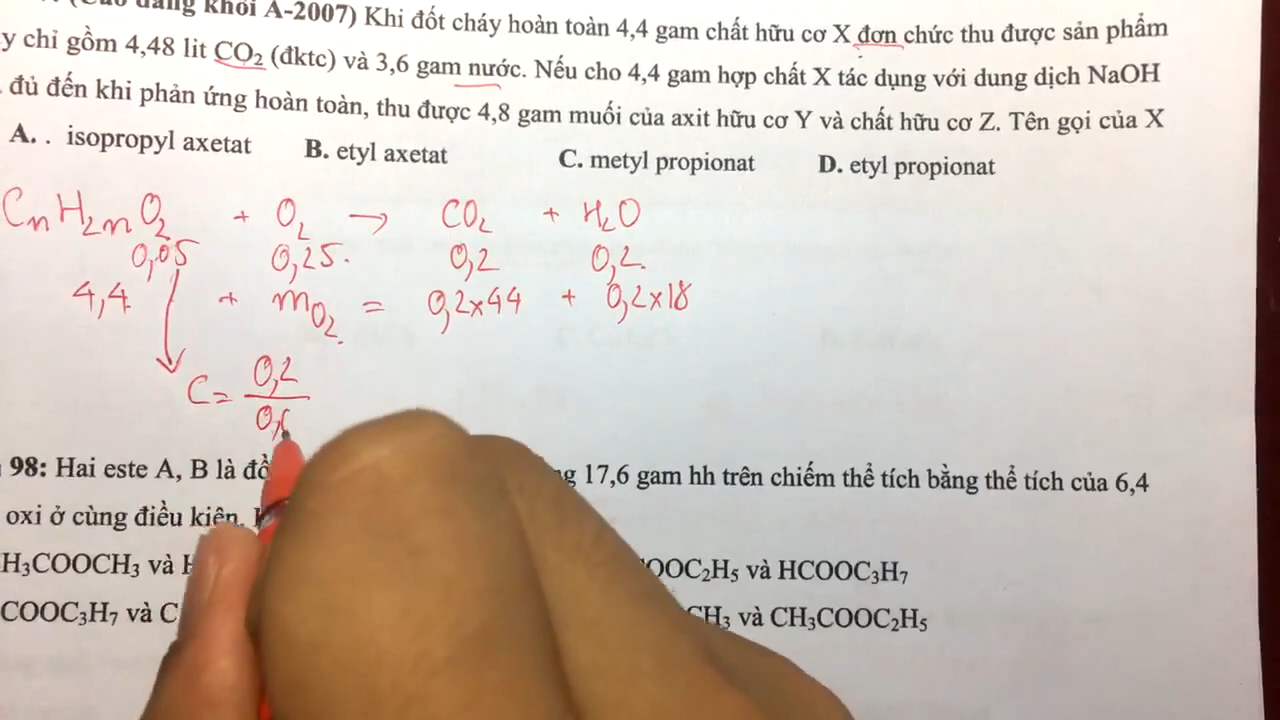 khối A-2007) Khi đốt cháy hoàn toàn 4,4 gam chất hữu cơ X đơn chức thu được sản phẩm
y chỉ gồm 4,48 lit CO₂ (đktc) và 3,6 gam nước. Nếu cho 4,4 gam hợp chất X tác dụng với dung dịch NaOH
đủ đến khi phản ứng hoàn toàn, thu được 4,8 gam muối của axit hữu cơ Y và chất hữu cơ Z. Tên gọi của X
A. . isopropyl axetat B. etyl axetat C. metyl propionat D. etyl propionat
CnH2nO2 + O2 → CO2 + H2O
0,05 0,25. 0,2 0,2.
4,4 + mO2 = 0,2x44 + 0,2x18
C = 0,2
98: Hai este A, B là 17,6 gam hh trên chiếm thể tích bằng thể tích của 6,4
oxi ở cùng điều kiện.
H₃COOCH₃ và OOC₂H₅ và HCOOC₃H₇
COOC₃H₇ và C CH₃ và CH₃COOC₂H₅